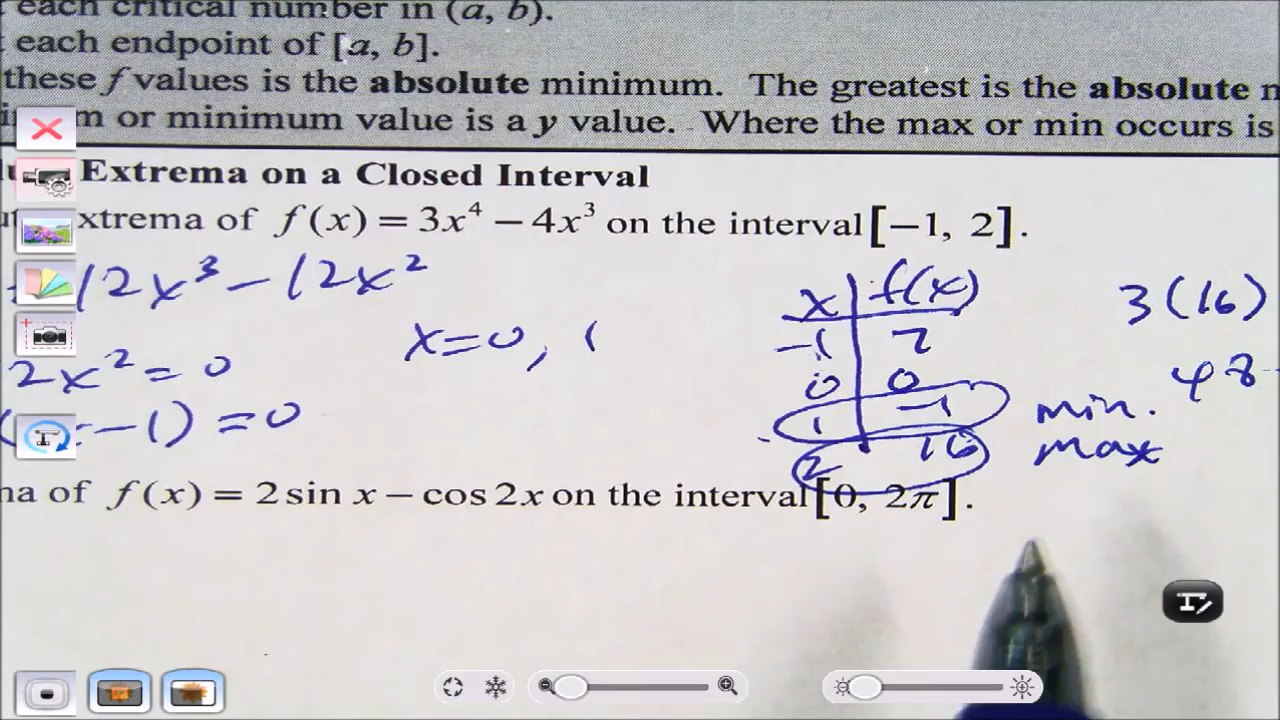 each critical number in (a, b).
each endpoint of [a, b].
these f values is the absolute minimum. The greatest is the absolute
m or minimum value is a y value. Where the max or min occurs is
Extrema on a Closed Interval
xtrema of f(x) = 3x⁴ − 4x³ on the interval [−1, 2].
12x³ − 12x²
x | f(x)
3(16)
x = 0, 1
−1 | 7
2x² = 0
0 | 0
48
−1) = 0
1 | −1 min.
2 | 16 max
na of f(x) = 2 sin x − cos 2x on the interval [0, 2π].